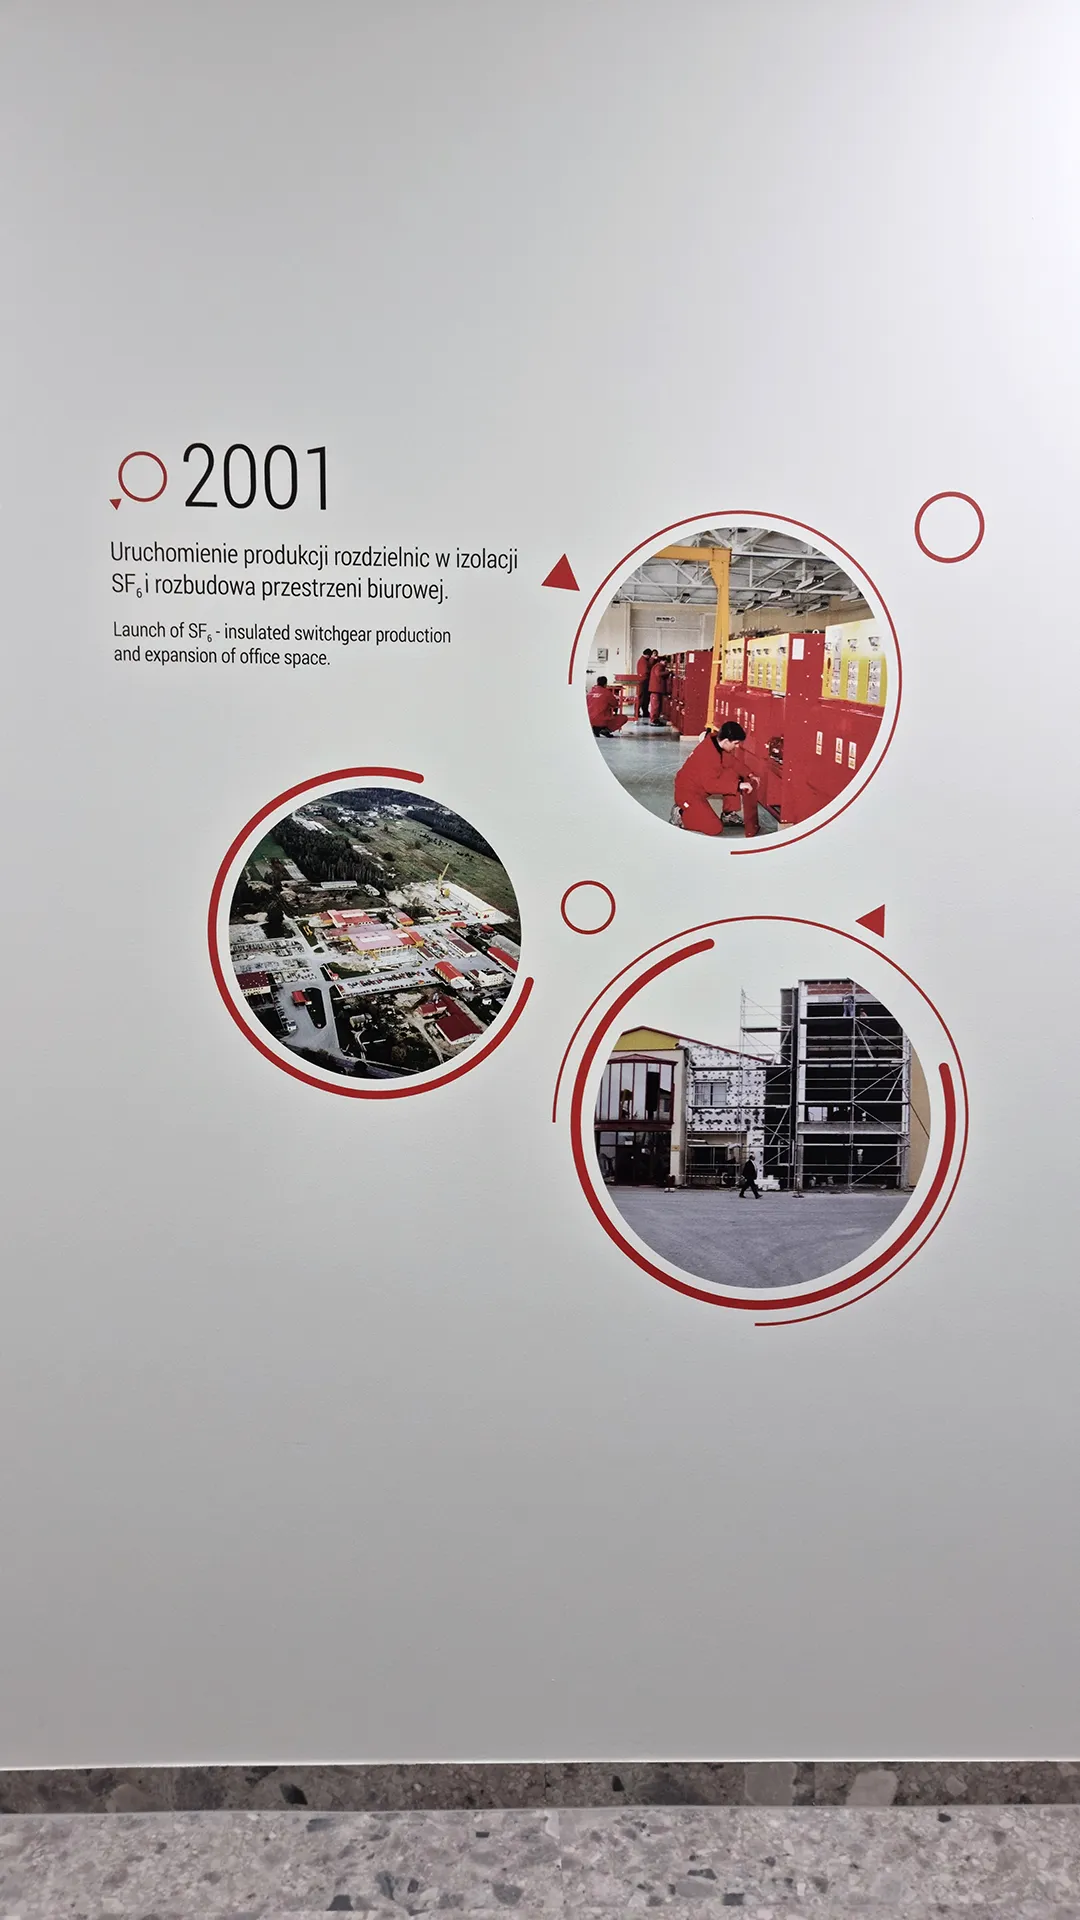 2001
Uruchomienie produkcji rozdzielnic w izolacji
SF₆ i rozbudowa przestrzeni biurowej.
Launch of SF₆ - insulated switchgear production
and expansion of office space.